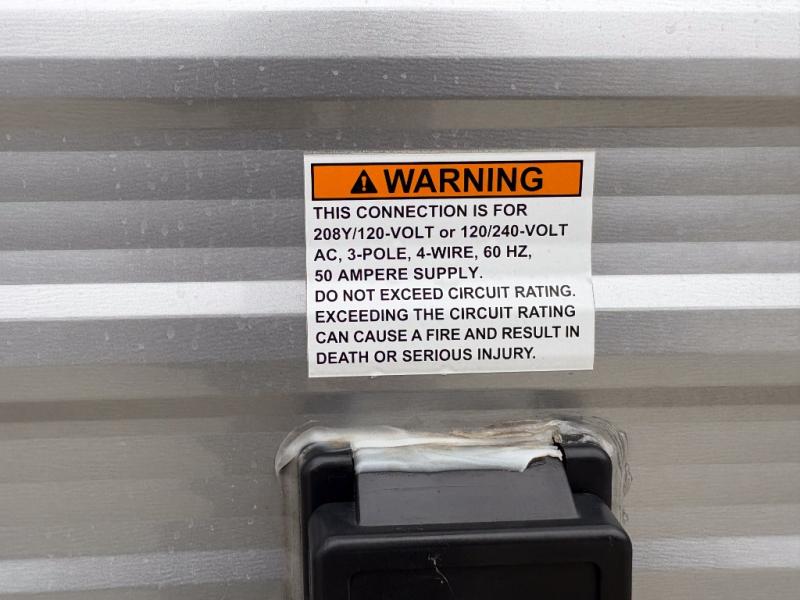 WARNING
THIS CONNECTION IS FOR
208Y/120-VOLT or 120/240-VOLT
AC, 3-POLE, 4-WIRE, 60 HZ,
50 AMPERE SUPPLY.
DO NOT EXCEED CIRCUIT RATING.
EXCEEDING THE CIRCUIT RATING
CAN CAUSE A FIRE AND RESULT IN
DEATH OR SERIOUS INJURY.